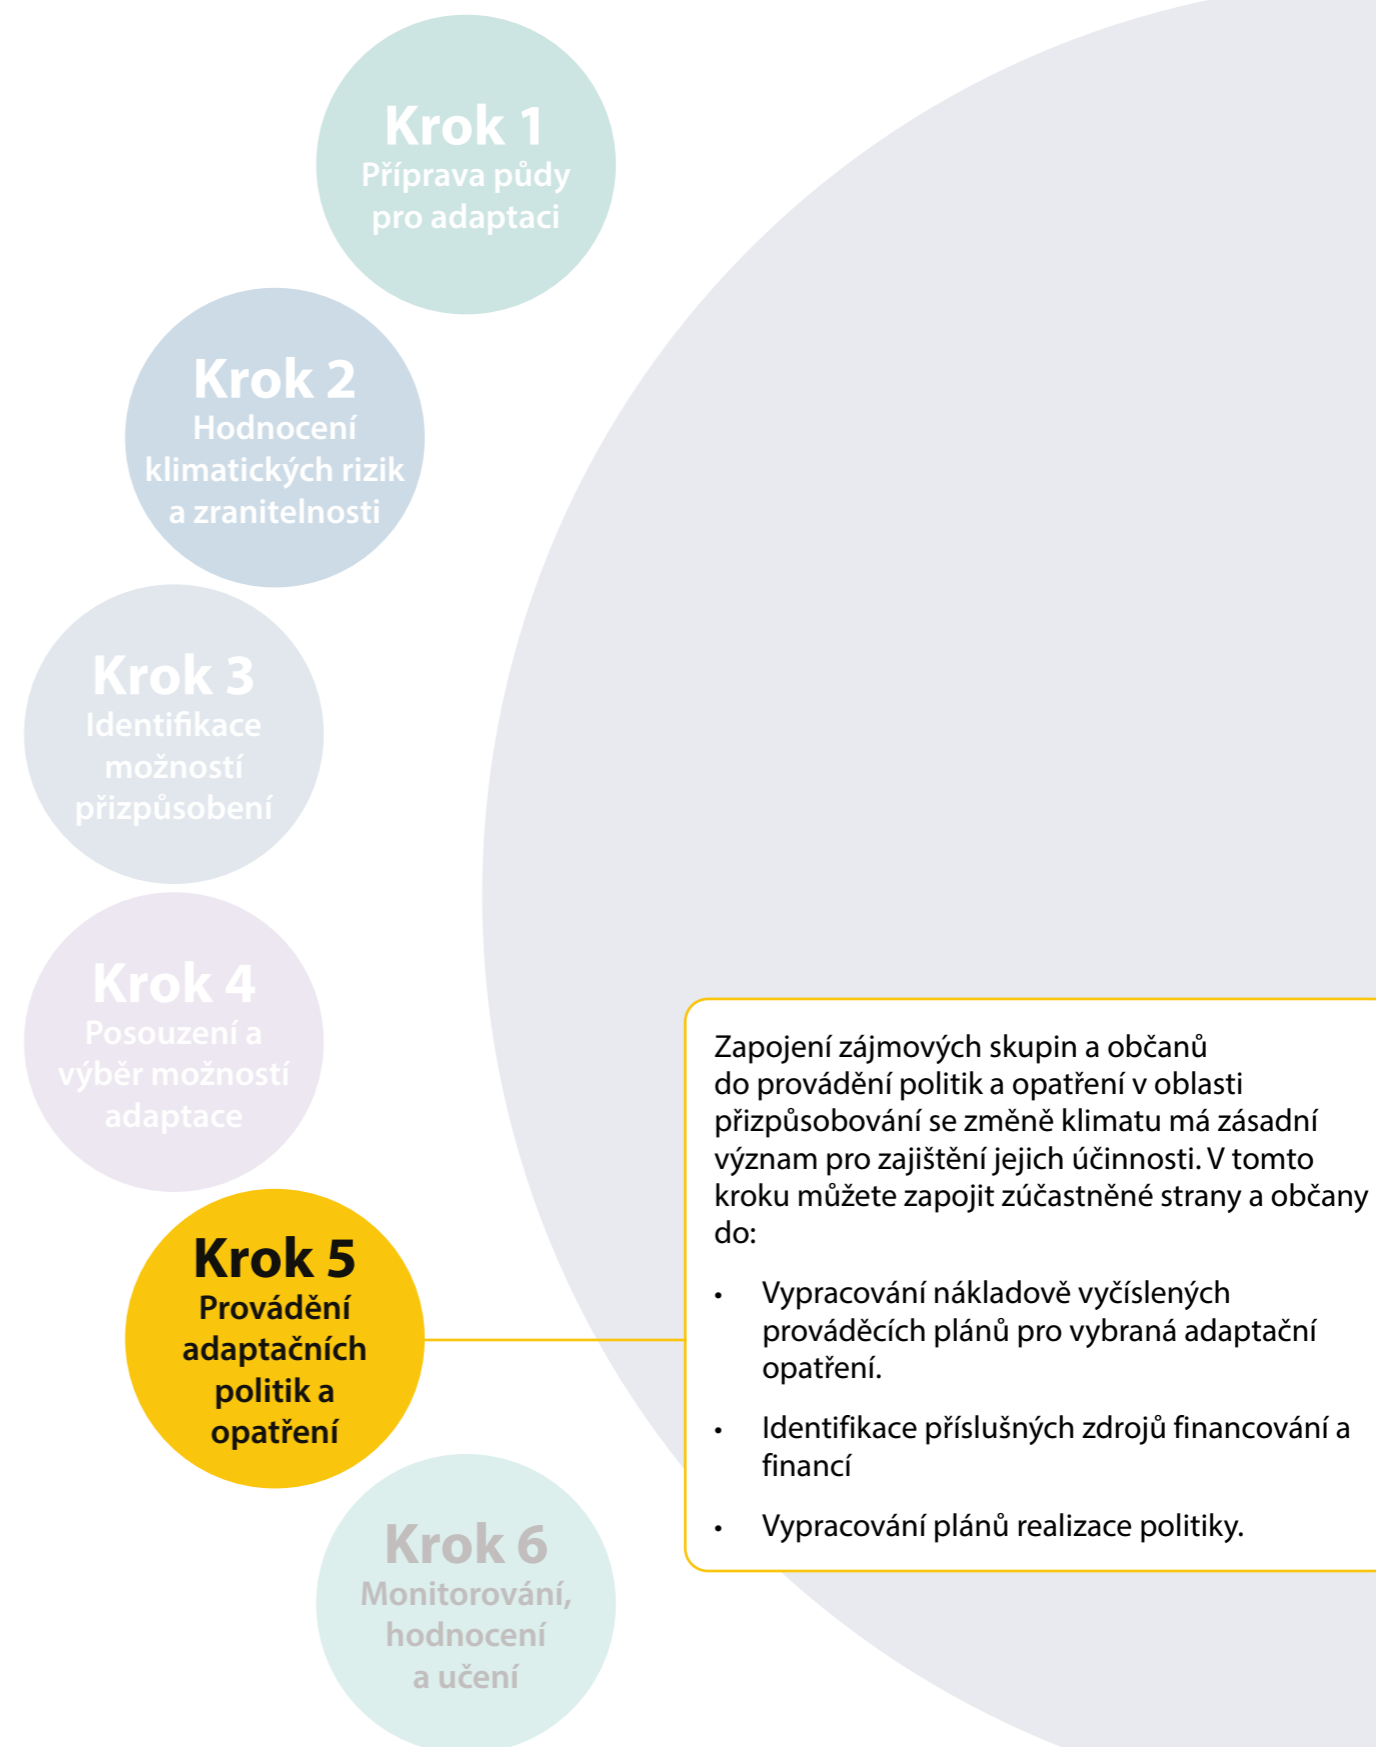 Krok 1
Příprava půdy
pro adaptaci
Krok 2
Hodnocení
klimatických rizik
a zranitelnosti
Krok 3
Identifikace
možností
přizpůsobení
Krok 4
Posouzení a
výběr možností
adaptace
Krok 5
Provádění
adaptačních
politik a
opatření
Zapojení zájmových skupin a občanů
do provádění politik a opatření v oblasti
přizpůsobování se změně klimatu má zásadní
význam pro zajištění jejich účinnosti. V tomto
kroku můžete zapojit zúčastněné strany a občany
do:
• Vypracování nákladově vyčíslených
prováděcích plánů pro vybraná adaptační
opatření.
• Identifikace příslušných zdrojů financování a
financí
• Vypracování plánů realizace politiky.
Krok 6
Monitorování,
hodnocení
a učení